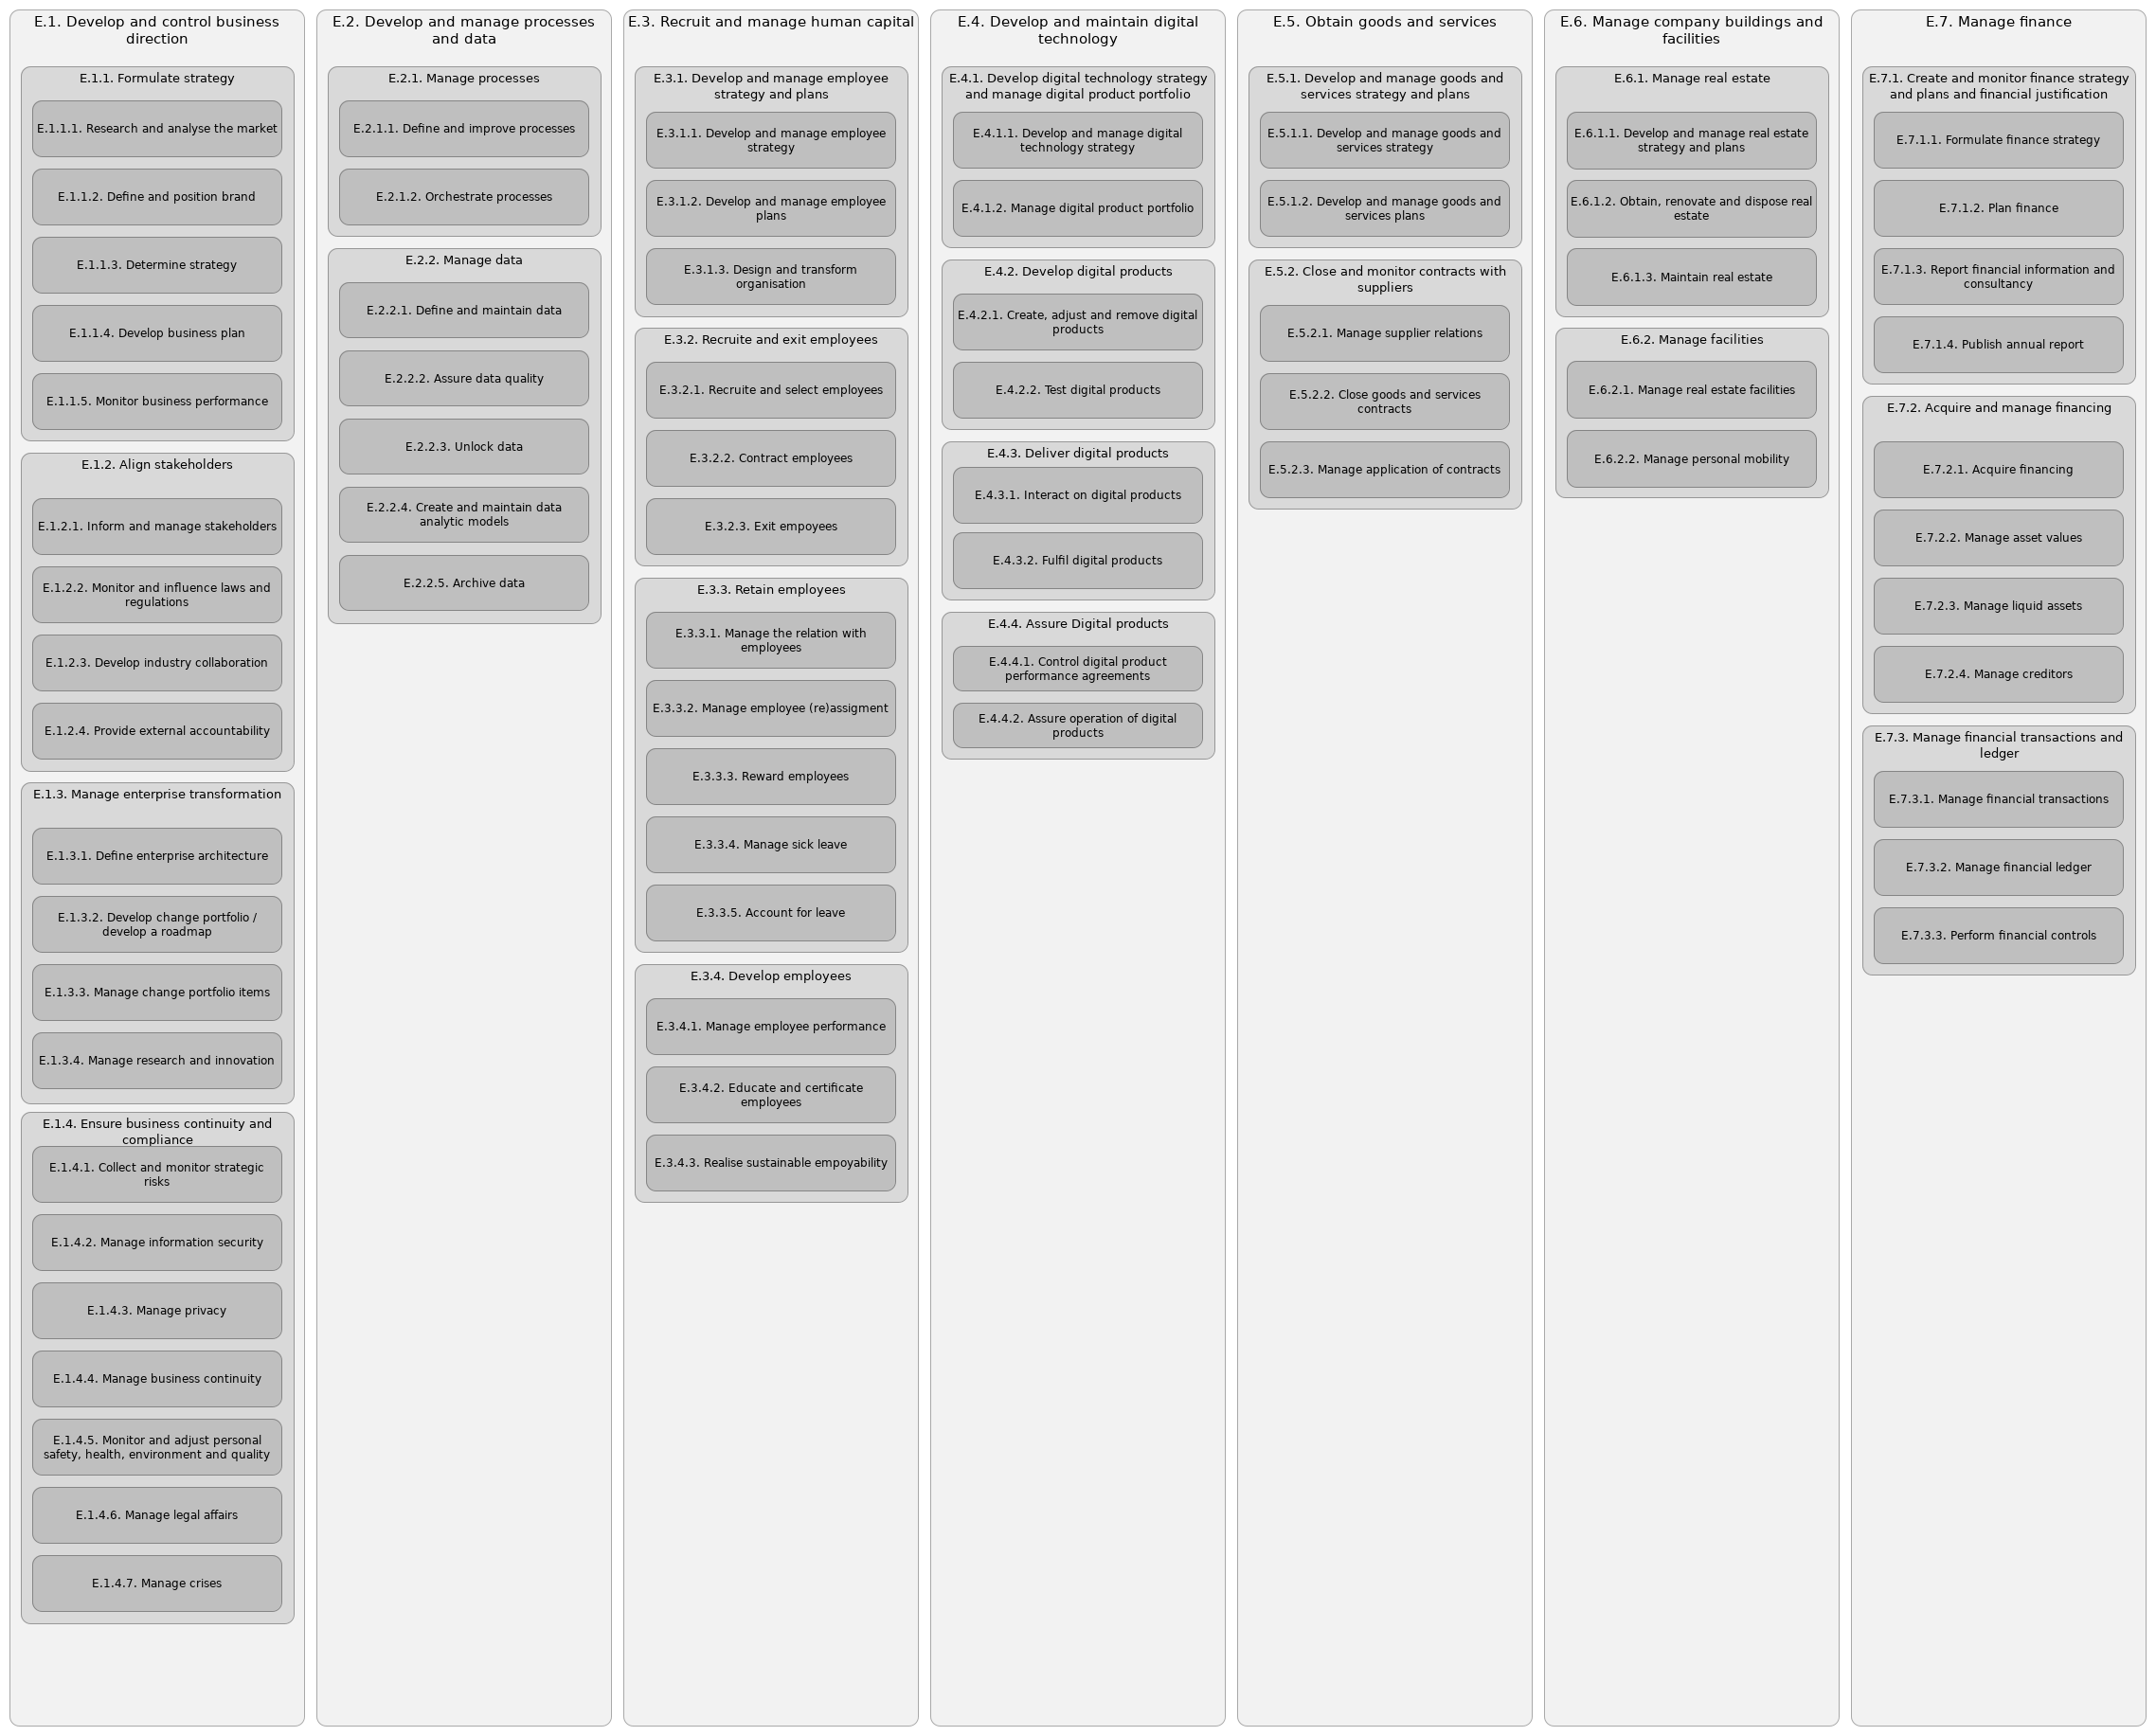 E.1. Develop and control business
direction
E.1.1. Formulate strategy
E.1.1.1. Research and analyse the market
E.1.1.2. Define and position brand
E.1.1.3. Determine strategy
E.1.1.4. Develop business plan
E.1.1.5. Monitor business performance
E.1.2. Align stakeholders
E.1.2.1. Inform and manage stakeholders
E.1.2.2. Monitor and influence laws and
regulations
E.1.2.3. Develop industry collaboration
E.1.2.4. Provide external accountability
E.1.3. Manage enterprise transformation
E.1.3.1. Define enterprise architecture
E.1.3.2. Develop change portfolio /
develop a roadmap
E.1.3.3. Manage change portfolio items
E.1.3.4. Manage research and innovation
E.1.4. Ensure business continuity and
compliance
E.1.4.1. Collect and monitor strategic
risks
E.1.4.2. Manage information security
E.1.4.3. Manage privacy
E.1.4.4. Manage business continuity
E.1.4.5. Monitor and adjust personal
safety, health, environment and quality
E.1.4.6. Manage legal affairs
E.1.4.7. Manage crises
E.2. Develop and manage processes
and data
E.2.1. Manage processes
E.2.1.1. Define and improve processes
E.2.1.2. Orchestrate processes
E.2.2. Manage data
E.2.2.1. Define and maintain data
E.2.2.2. Assure data quality
E.2.2.3. Unlock data
E.2.2.4. Create and maintain data
analytic models
E.2.2.5. Archive data
E.3. Recruit and manage human capital
E.3.1. Develop and manage employee
strategy and plans
E.3.1.1. Develop and manage employee
strategy
E.3.1.2. Develop and manage employee
plans
E.3.1.3. Design and transform
organisation
E.3.2. Recruite and exit employees
E.3.2.1. Recruite and select employees
E.3.2.2. Contract employees
E.3.2.3. Exit empoyees
E.3.3. Retain employees
E.3.3.1. Manage the relation with
employees
E.3.3.2. Manage employee (re)assigment
E.3.3.3. Reward employees
E.3.3.4. Manage sick leave
E.3.3.5. Account for leave
E.3.4. Develop employees
E.3.4.1. Manage employee performance
E.3.4.2. Educate and certificate
employees
E.3.4.3. Realise sustainable empoyability
E.4. Develop and maintain digital
technology
E.4.1. Develop digital technology strategy
and manage digital product portfolio
E.4.1.1. Develop and manage digital
technology strategy
E.4.1.2. Manage digital product portfolio
E.4.2. Develop digital products
E.4.2.1. Create, adjust and remove digital
products
E.4.2.2. Test digital products
E.4.3. Deliver digital products
E.4.3.1. Interact on digital products
E.4.3.2. Fulfil digital products
E.4.4. Assure Digital products
E.4.4.1. Control digital product
performance agreements
E.4.4.2. Assure operation of digital
products
E.5. Obtain goods and services
E.5.1. Develop and manage goods and
services strategy and plans
E.5.1.1. Develop and manage goods and
services strategy
E.5.1.2. Develop and manage goods and
services plans
E.5.2. Close and monitor contracts with
suppliers
E.5.2.1. Manage supplier relations
E.5.2.2. Close goods and services
contracts
E.5.2.3. Manage application of contracts
E.6. Manage company buildings and
facilities
E.6.1. Manage real estate
E.6.1.1. Develop and manage real estate
strategy and plans
E.6.1.2. Obtain, renovate and dispose real
estate
E.6.1.3. Maintain real estate
E.6.2. Manage facilities
E.6.2.1. Manage real estate facilities
E.6.2.2. Manage personal mobility
E.7. Manage finance
E.7.1. Create and monitor finance strategy
and plans and financial justification
E.7.1.1. Formulate finance strategy
E.7.1.2. Plan finance
E.7.1.3. Report financial information and
consultancy
E.7.1.4. Publish annual report
E.7.2. Acquire and manage financing
E.7.2.1. Acquire financing
E.7.2.2. Manage asset values
E.7.2.3. Manage liquid assets
E.7.2.4. Manage creditors
E.7.3. Manage financial transactions and
ledger
E.7.3.1. Manage financial transactions
E.7.3.2. Manage financial ledger
E.7.3.3. Perform financial controls